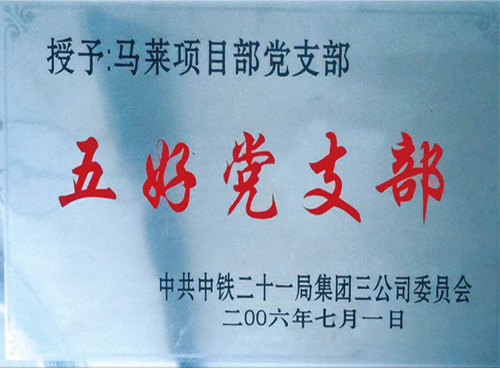 授予:马莱项目部党支部
五好党支部
中共中铁二十一局集团三公司委员会
二00六年七月一日